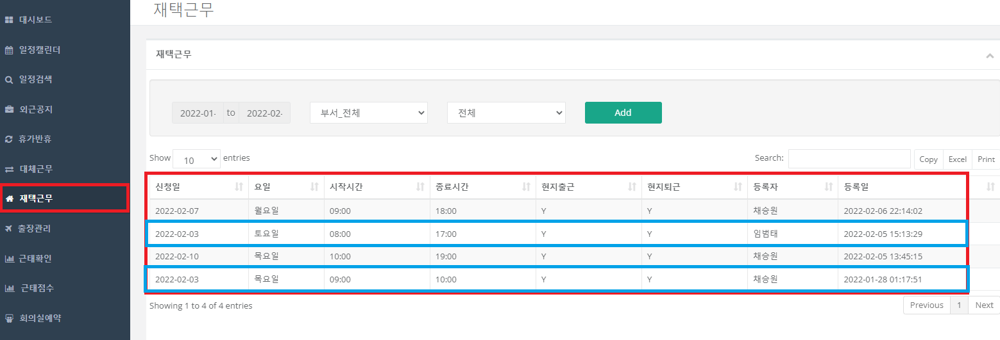 재택근무
대시보드
일정캘린더
일정검색
외근공지
휴가반휴
대체근무
재택근무
출장관리
근태확인
근태점수
회의실예약
재택근무
2022-01- to 2022-02- 부서_전체 전체 Add
Show 10 entries Search: Copy Excel Print
신청일 요일 시작시간 종료시간 현지출근 현지퇴근 등록자 등록일
2022-02-07 월요일 09:00 18:00 Y Y 채승원 2022-02-06 22:14:02
2022-02-03 토요일 08:00 17:00 Y Y 임범태 2022-02-05 15:13:29
2022-02-10 목요일 10:00 19:00 Y Y 채승원 2022-02-05 13:45:15
2022-02-03 목요일 09:00 10:00 Y Y 채승원 2022-01-28 01:17:51
Showing 1 to 4 of 4 entries Previous 1 Next